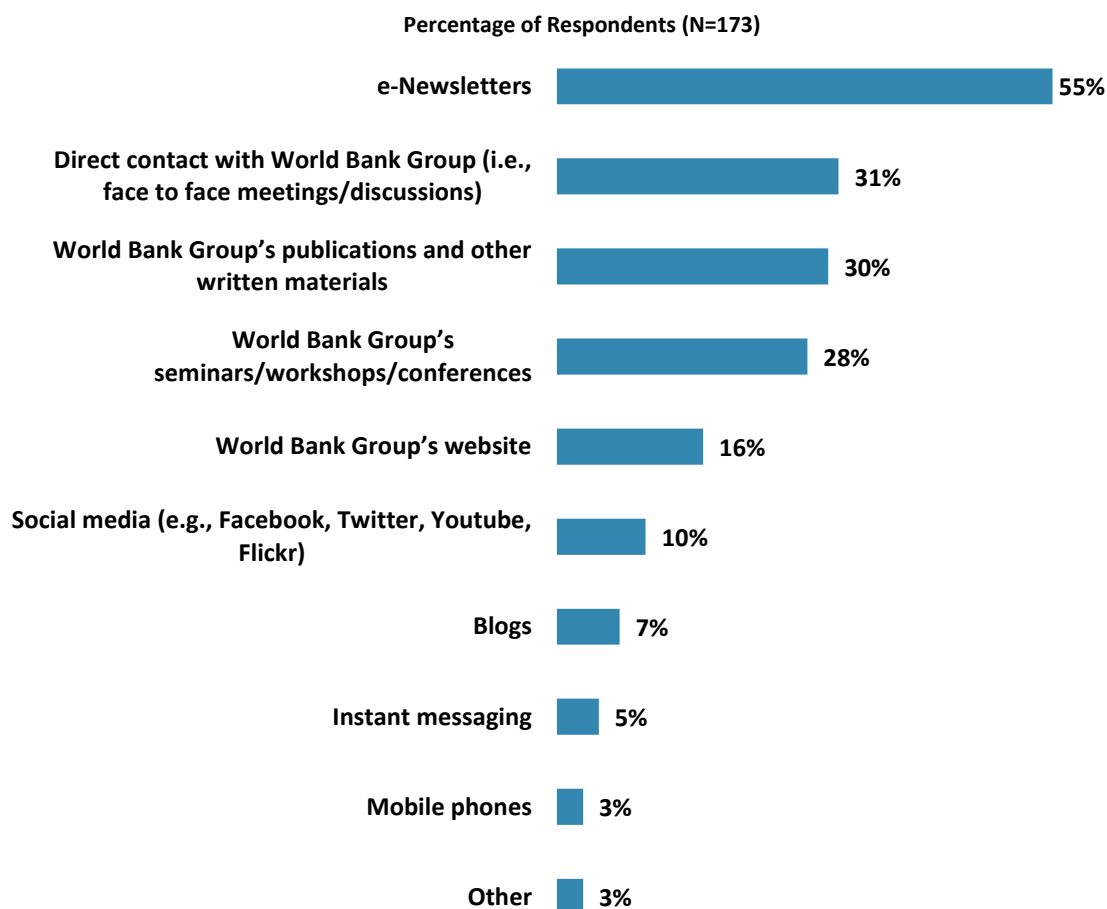 Percentage of Respondents (N=173)
e-Newsletters
55%
Direct contact with World Bank Group (i.e.,
face to face meetings/discussions)
31%
World Bank Group’s publications and other
written materials
30%
World Bank Group’s
seminars/workshops/conferences
28%
World Bank Group’s website
16%
Social media (e.g., Facebook, Twitter, Youtube,
Flickr)
10%
Blogs
7%
Instant messaging
5%
Mobile phones
3%
Other
3%